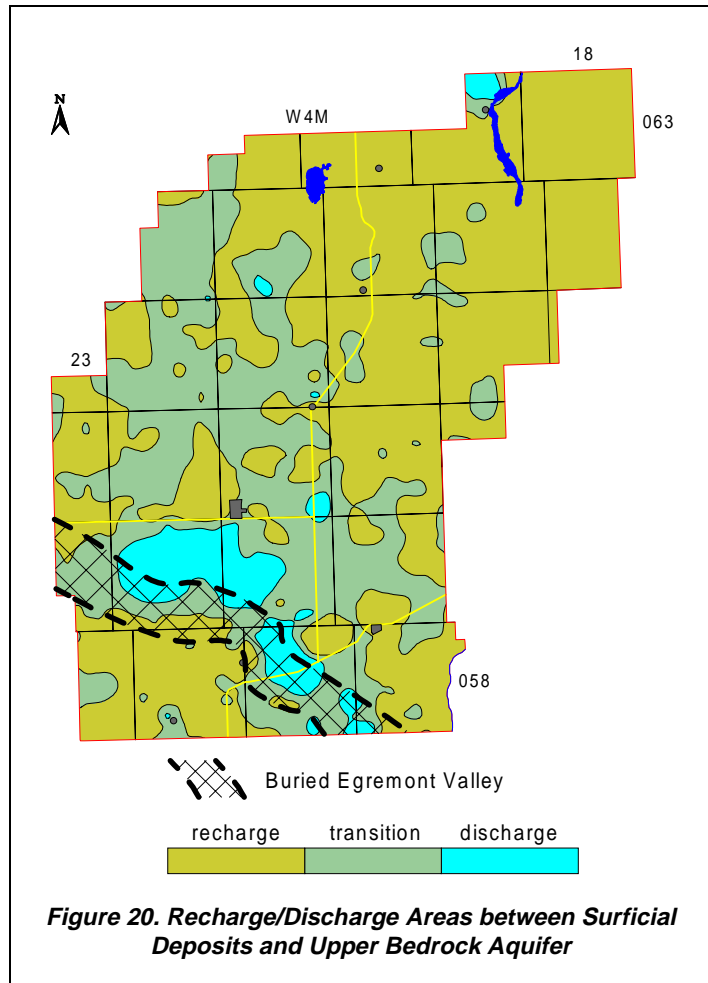 18
N
W4M
063
23
058
Buried Egremont Valley
recharge transition discharge
Figure 20. Recharge/Discharge Areas between Surficial
Deposits and Upper Bedrock Aquifer